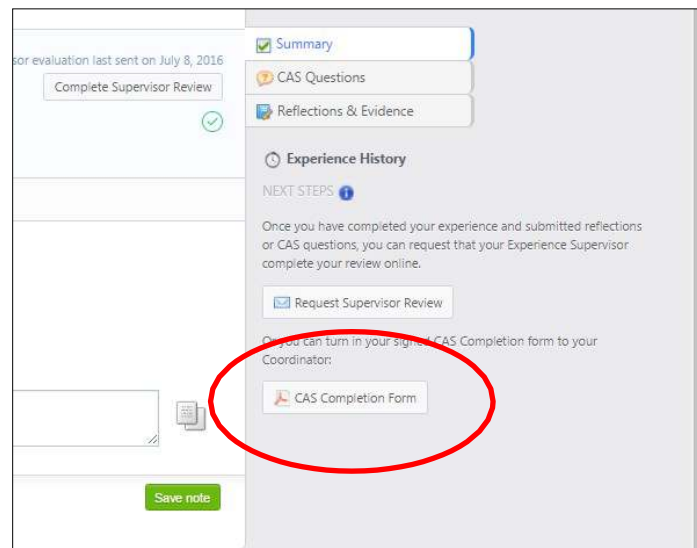 sor evaluation last sent on July 8, 2016
Complete Supervisor Review
Save note
Summary
CAS Questions
Reflections & Evidence
Experience History
NEXT STEPS
Once you have completed your experience and submitted reflections
or CAS questions, you can request that your Experience Supervisor
complete your review online.
Request Supervisor Review
Or you can turn in your signed CAS Completion form to your
Coordinator:
CAS Completion Form